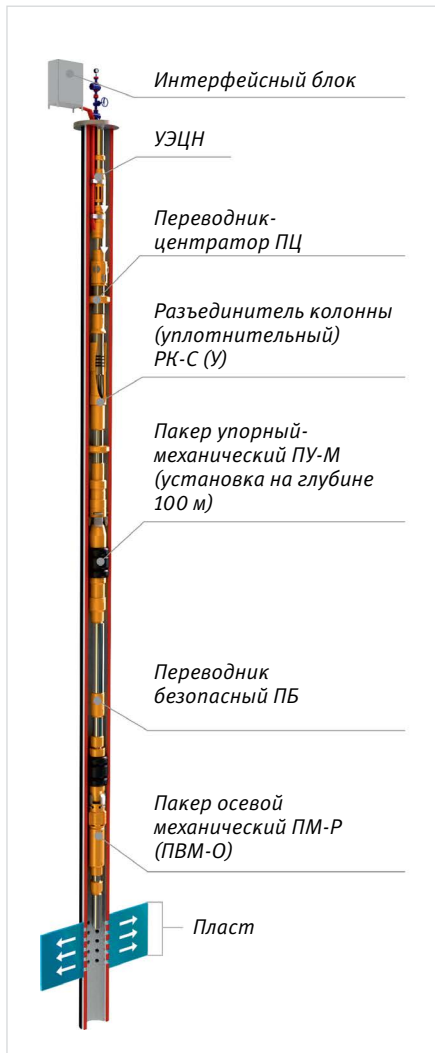 Интерфейсный блок
УЭЦН
Переводник-
центратор ПЦ
Разъединитель колонны
(уплотнительный)
РК-С (У)
Пакер упорный-
механический ПУ-М
(установка на глубине
100 м)
Переводник
безопасный ПБ
Пакер осевой
механический ПМ-Р
(ПВМ-О)
Пласт